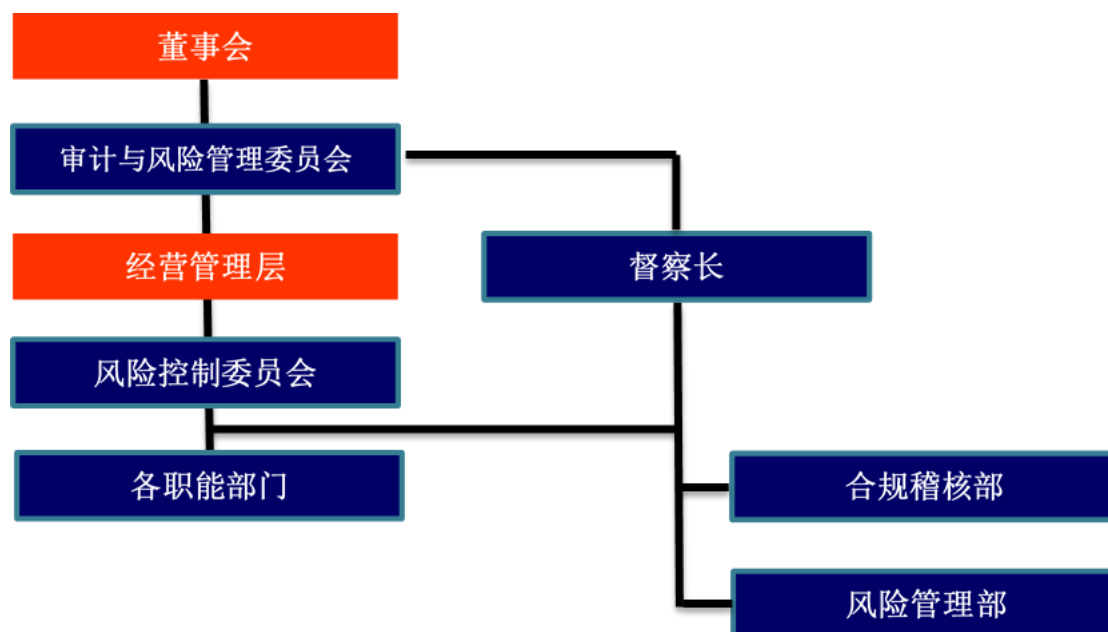 董事会
审计与风险管理委员会
经营管理层
督察长
风险控制委员会
各职能部门
合规稽核部
风险管理部